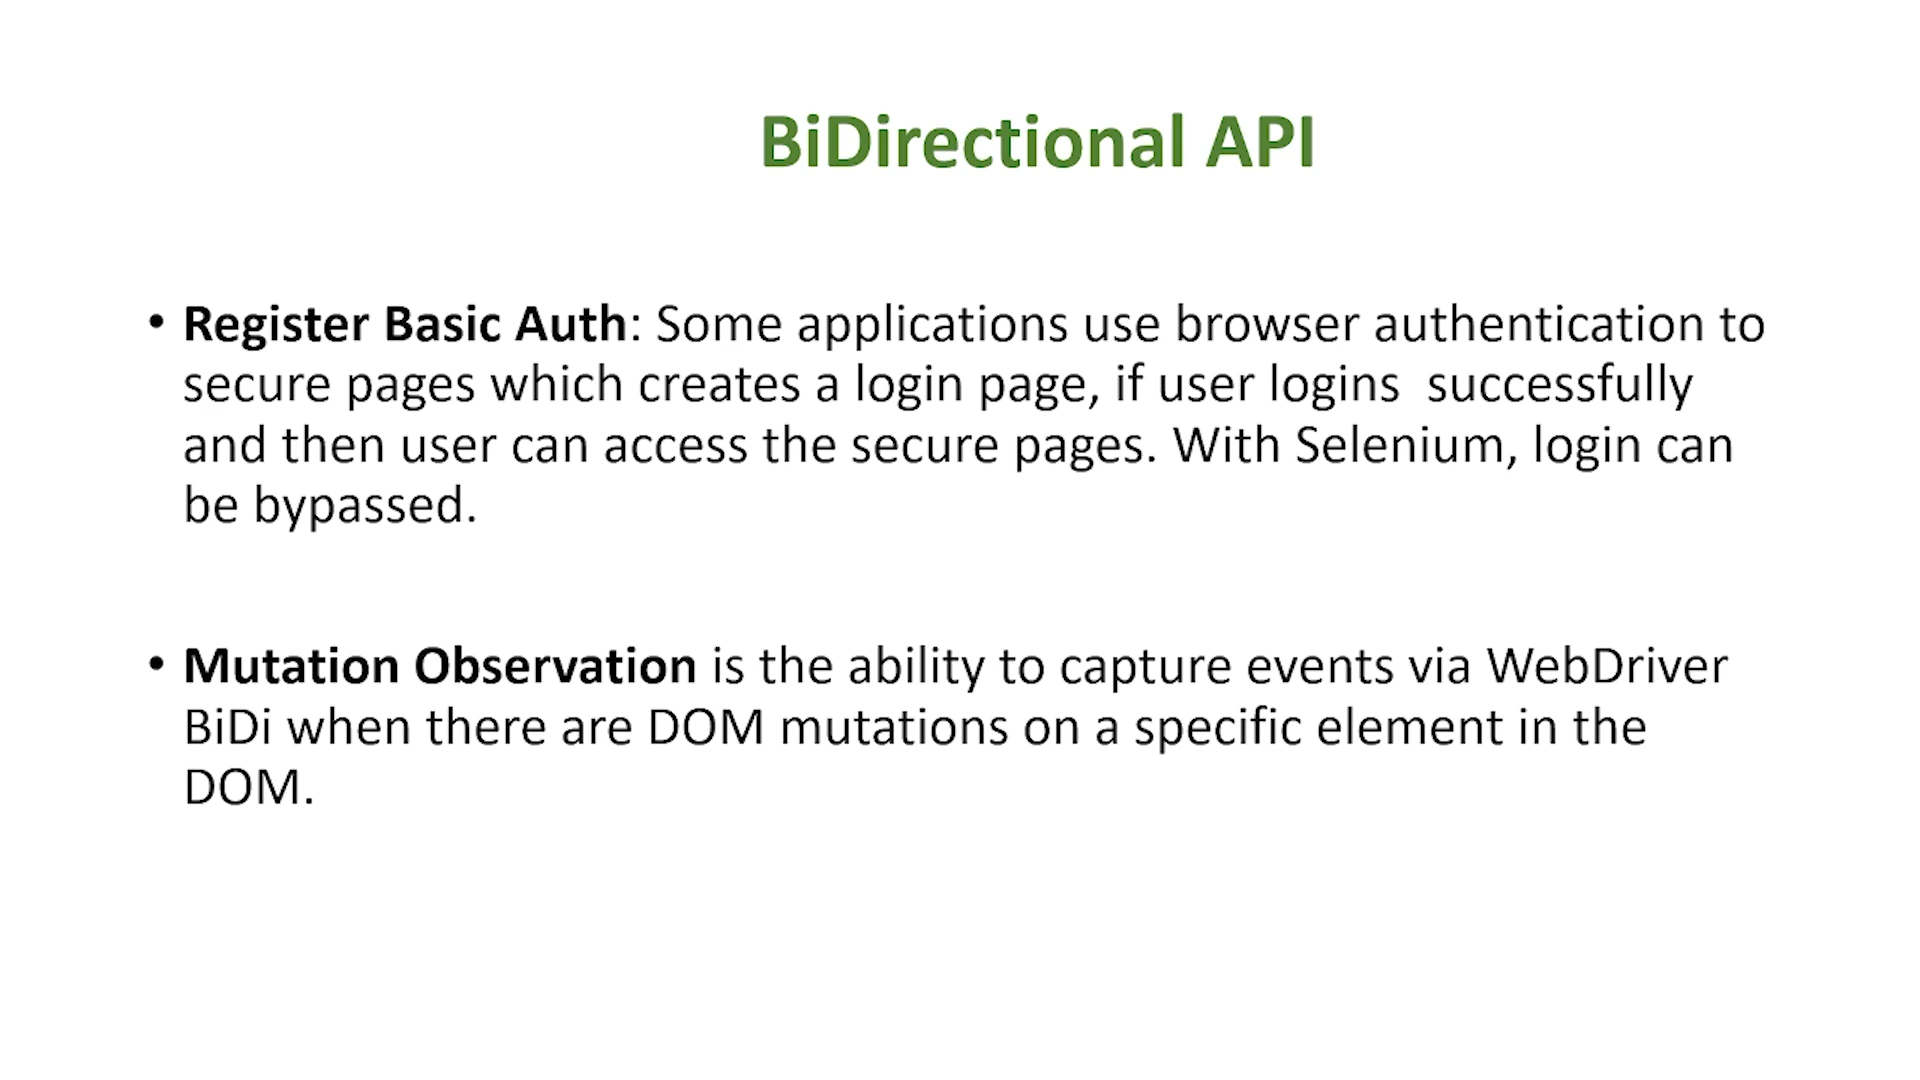 BiDirectional API
• Register Basic Auth: Some applications use browser authentication to
secure pages which creates a login page, if user logins  successfully
and then user can access the secure pages. With Selenium, login can
be bypassed.
• Mutation Observation is the ability to capture events via WebDriver
BiDi when there are DOM mutations on a specific element in the
DOM.